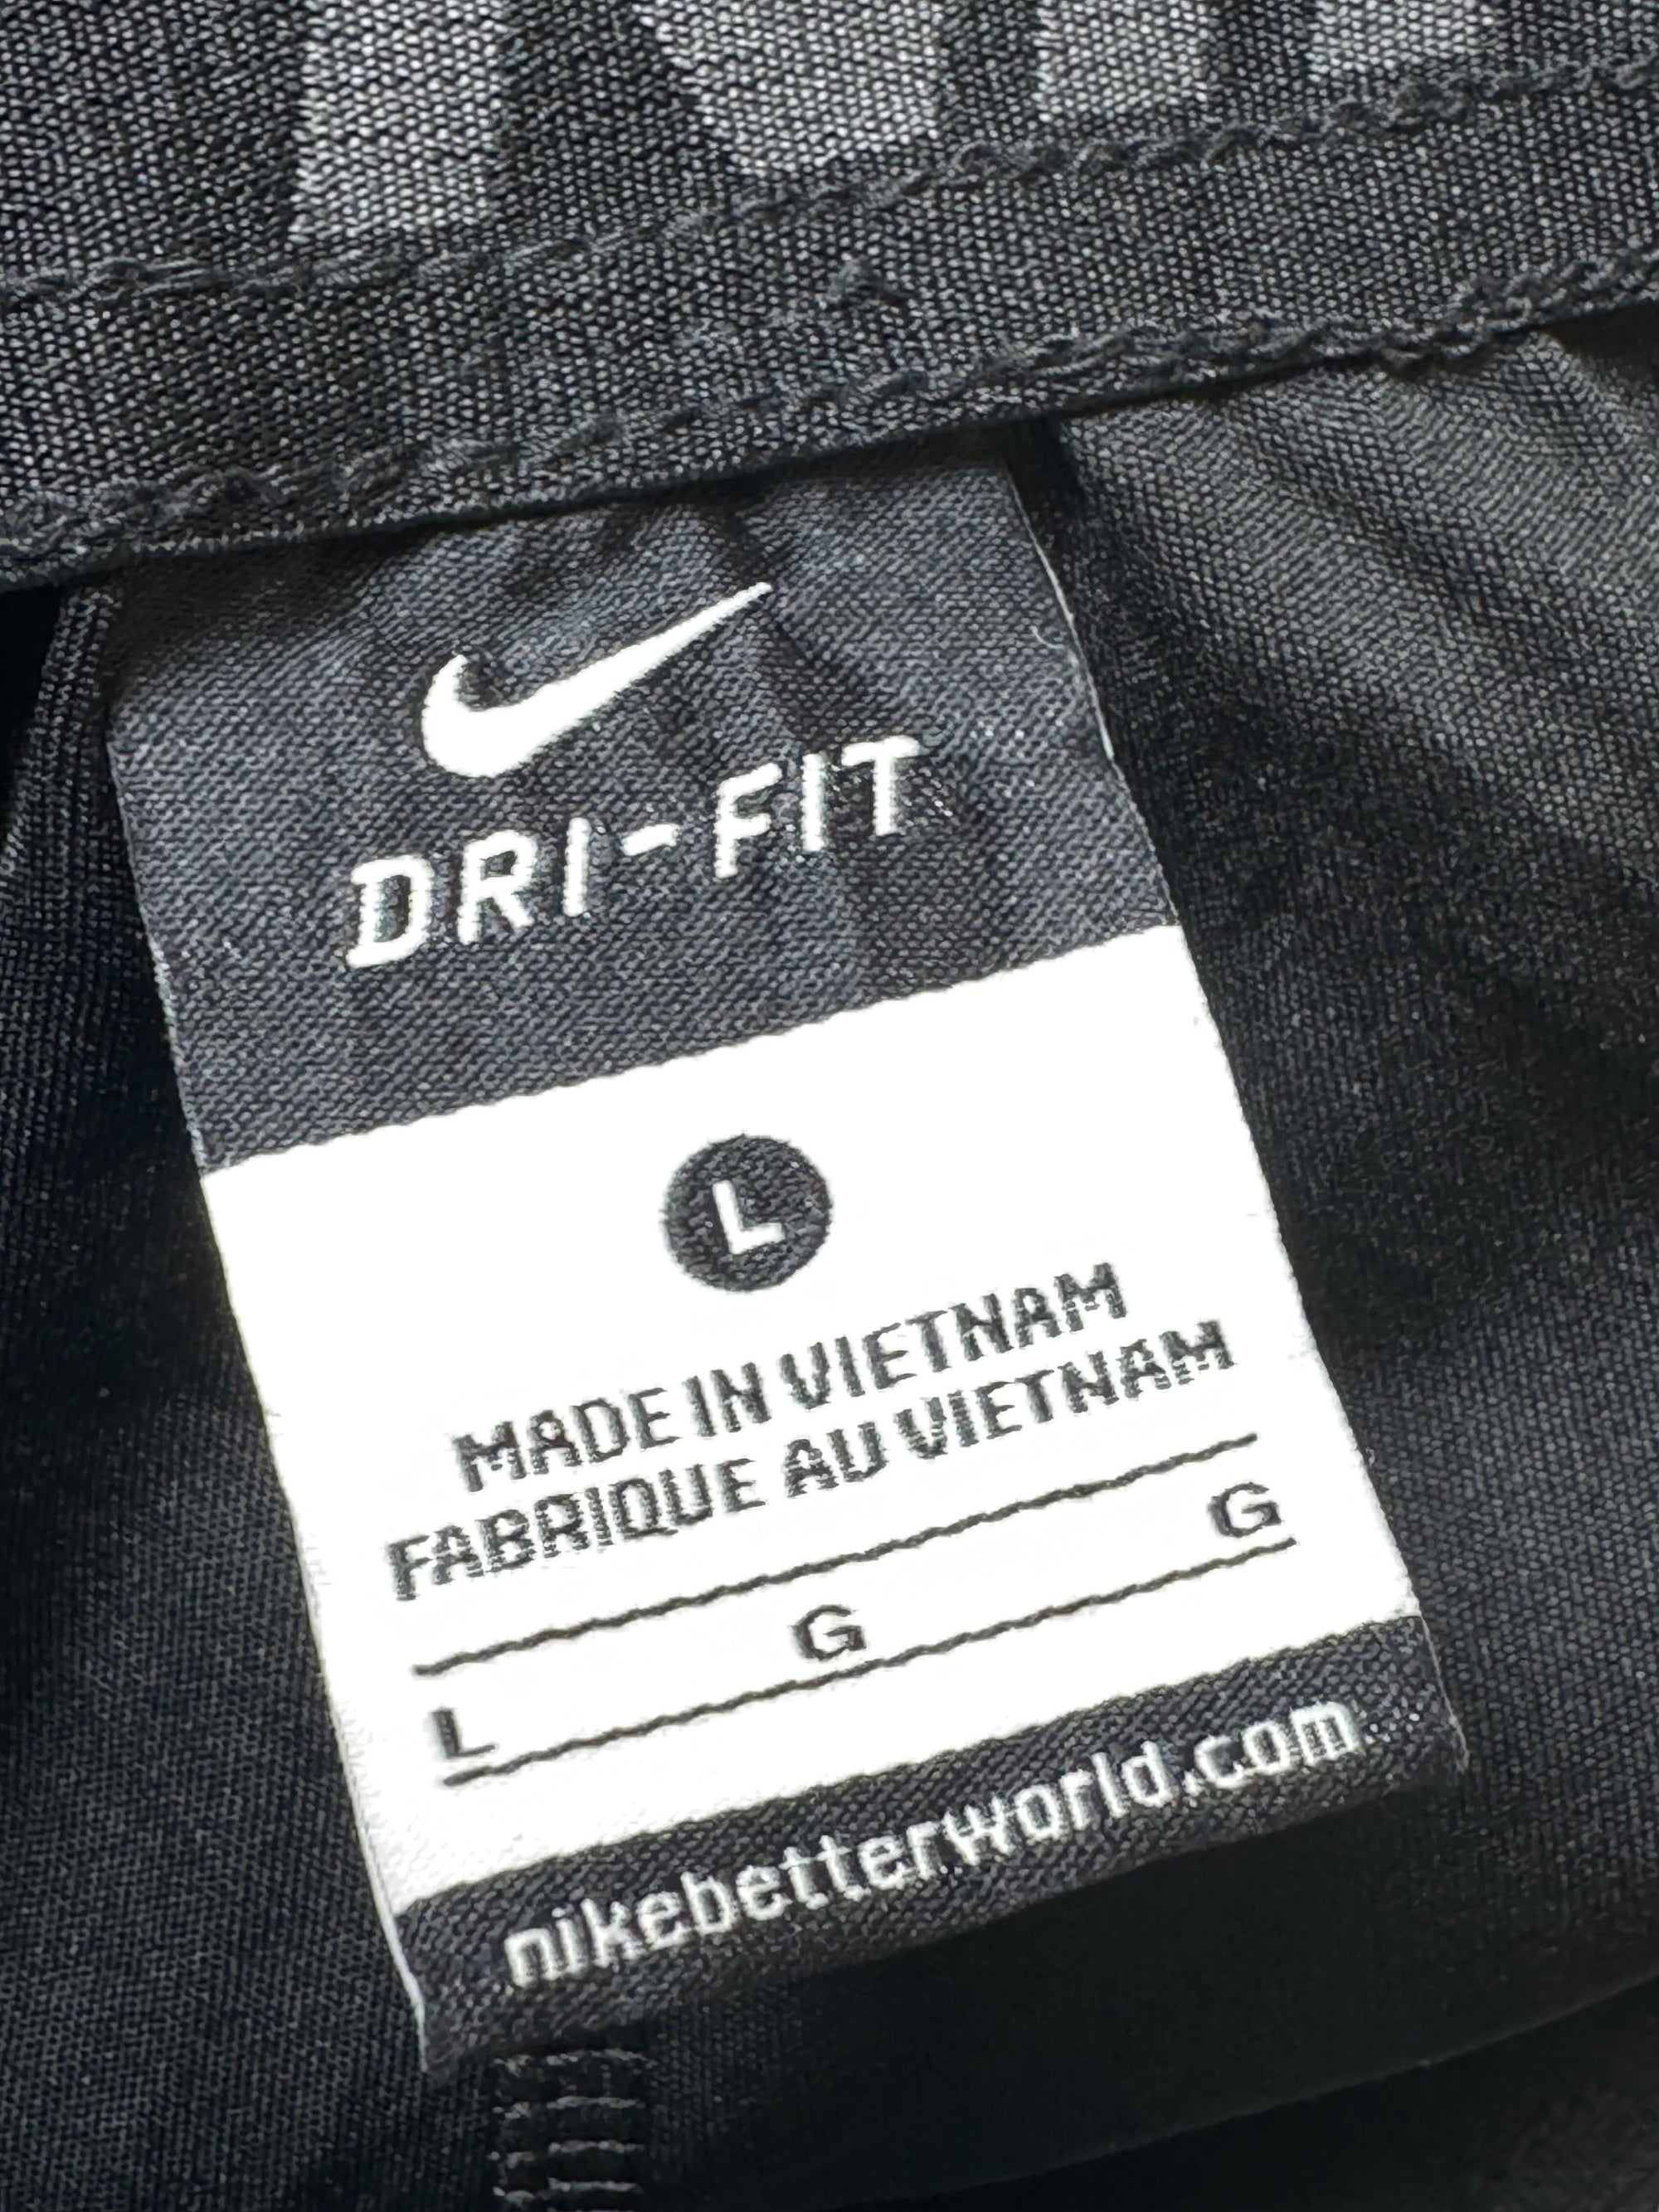 DRI-FIT
L
MADE IN VIETNAM
FABRIQUE AU VIETNAM
L G G
nikebetterworld.com